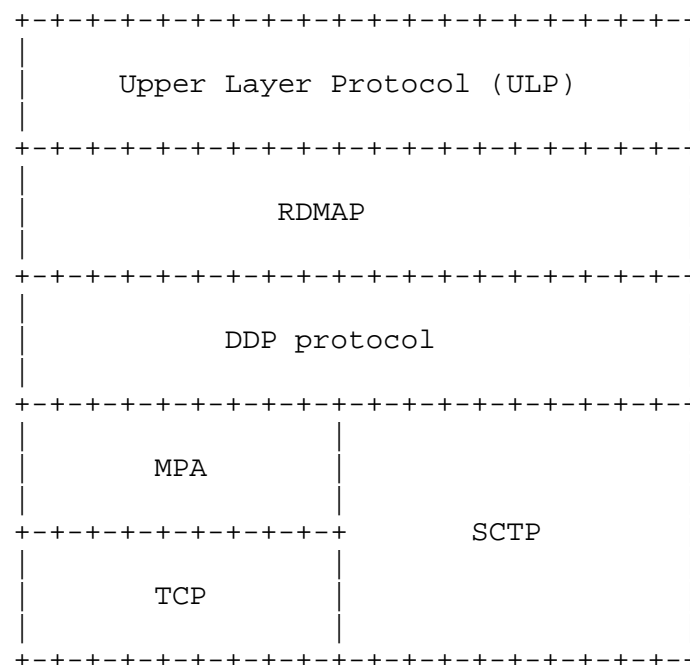 +-+-+-+-+-+-+-+-+-+-+-+-+-+-+-+-+-+-+--
|
|     Upper Layer Protocol (ULP)
|
+-+-+-+-+-+-+-+-+-+-+-+-+-+-+-+-+-+-+--
|
|              RDMAP
|
+-+-+-+-+-+-+-+-+-+-+-+-+-+-+-+-+-+-+--
|
|           DDP protocol
|
+-+-+-+-+-+-+-+-+-+-+-+-+-+-+-+-+-+-+--
|                 |
|       MPA       |
|                 |
+-+-+-+-+-+-+-+-+-+       SCTP
|                 |
|       TCP       |
|                 |
+-+-+-+-+-+-+-+-+-+-+-+-+-+-+-+-+-+-+--